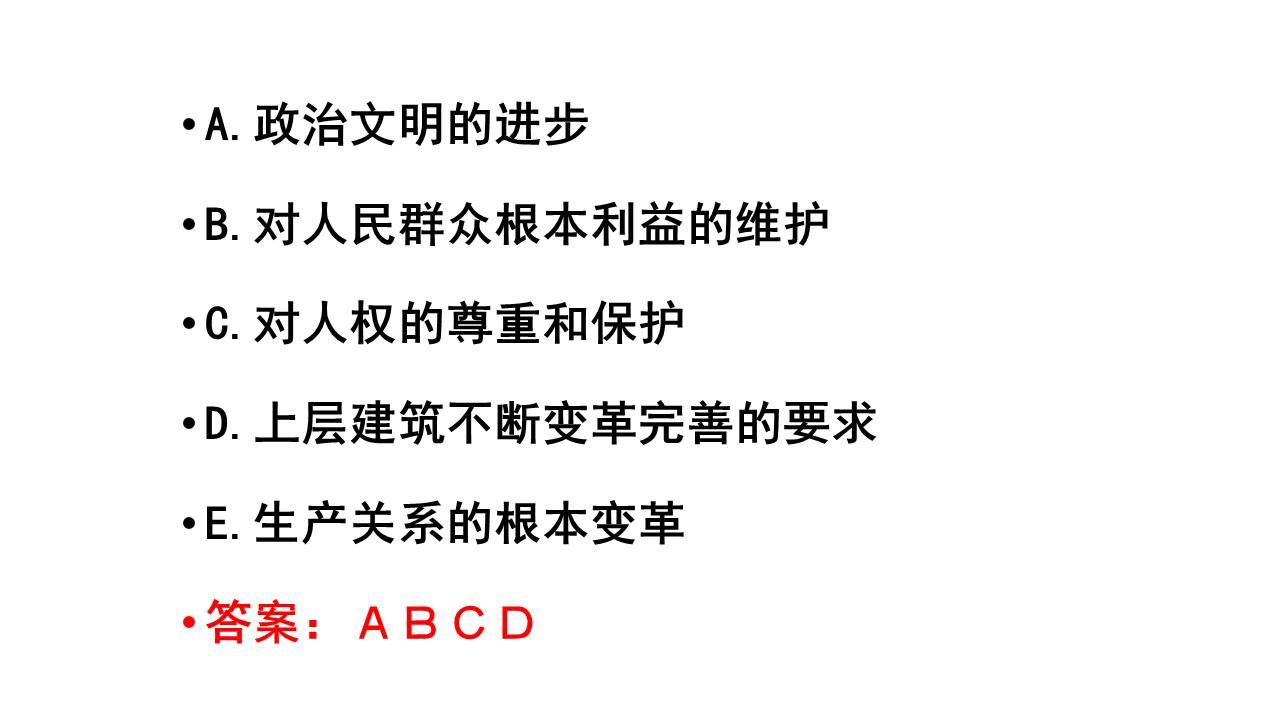 •A.政治文明的进步
•B.对人民群众根本利益的维护
•C.对人权的尊重和保护
•D.上层建筑不断变革完善的要求
•E.生产关系的根本变革
•答案：ＡＢＣＤ